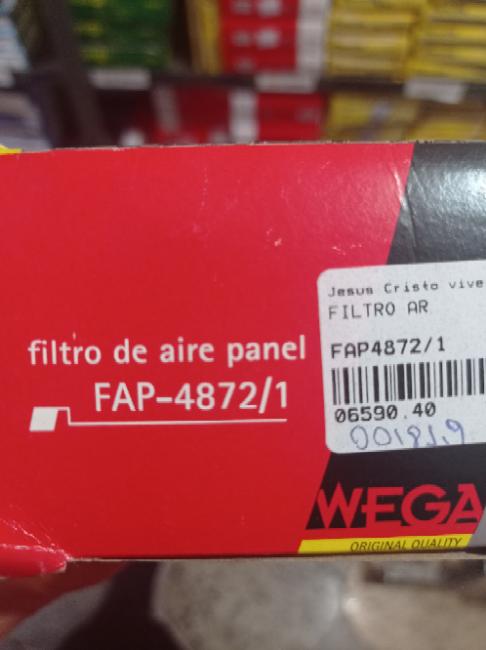 filtro de aire panel
FAP-4872/1
Jesus Cristo vive
FILTRO AR
FAP4872/1
06590.40
WEGA
ORIGINAL QUALITY